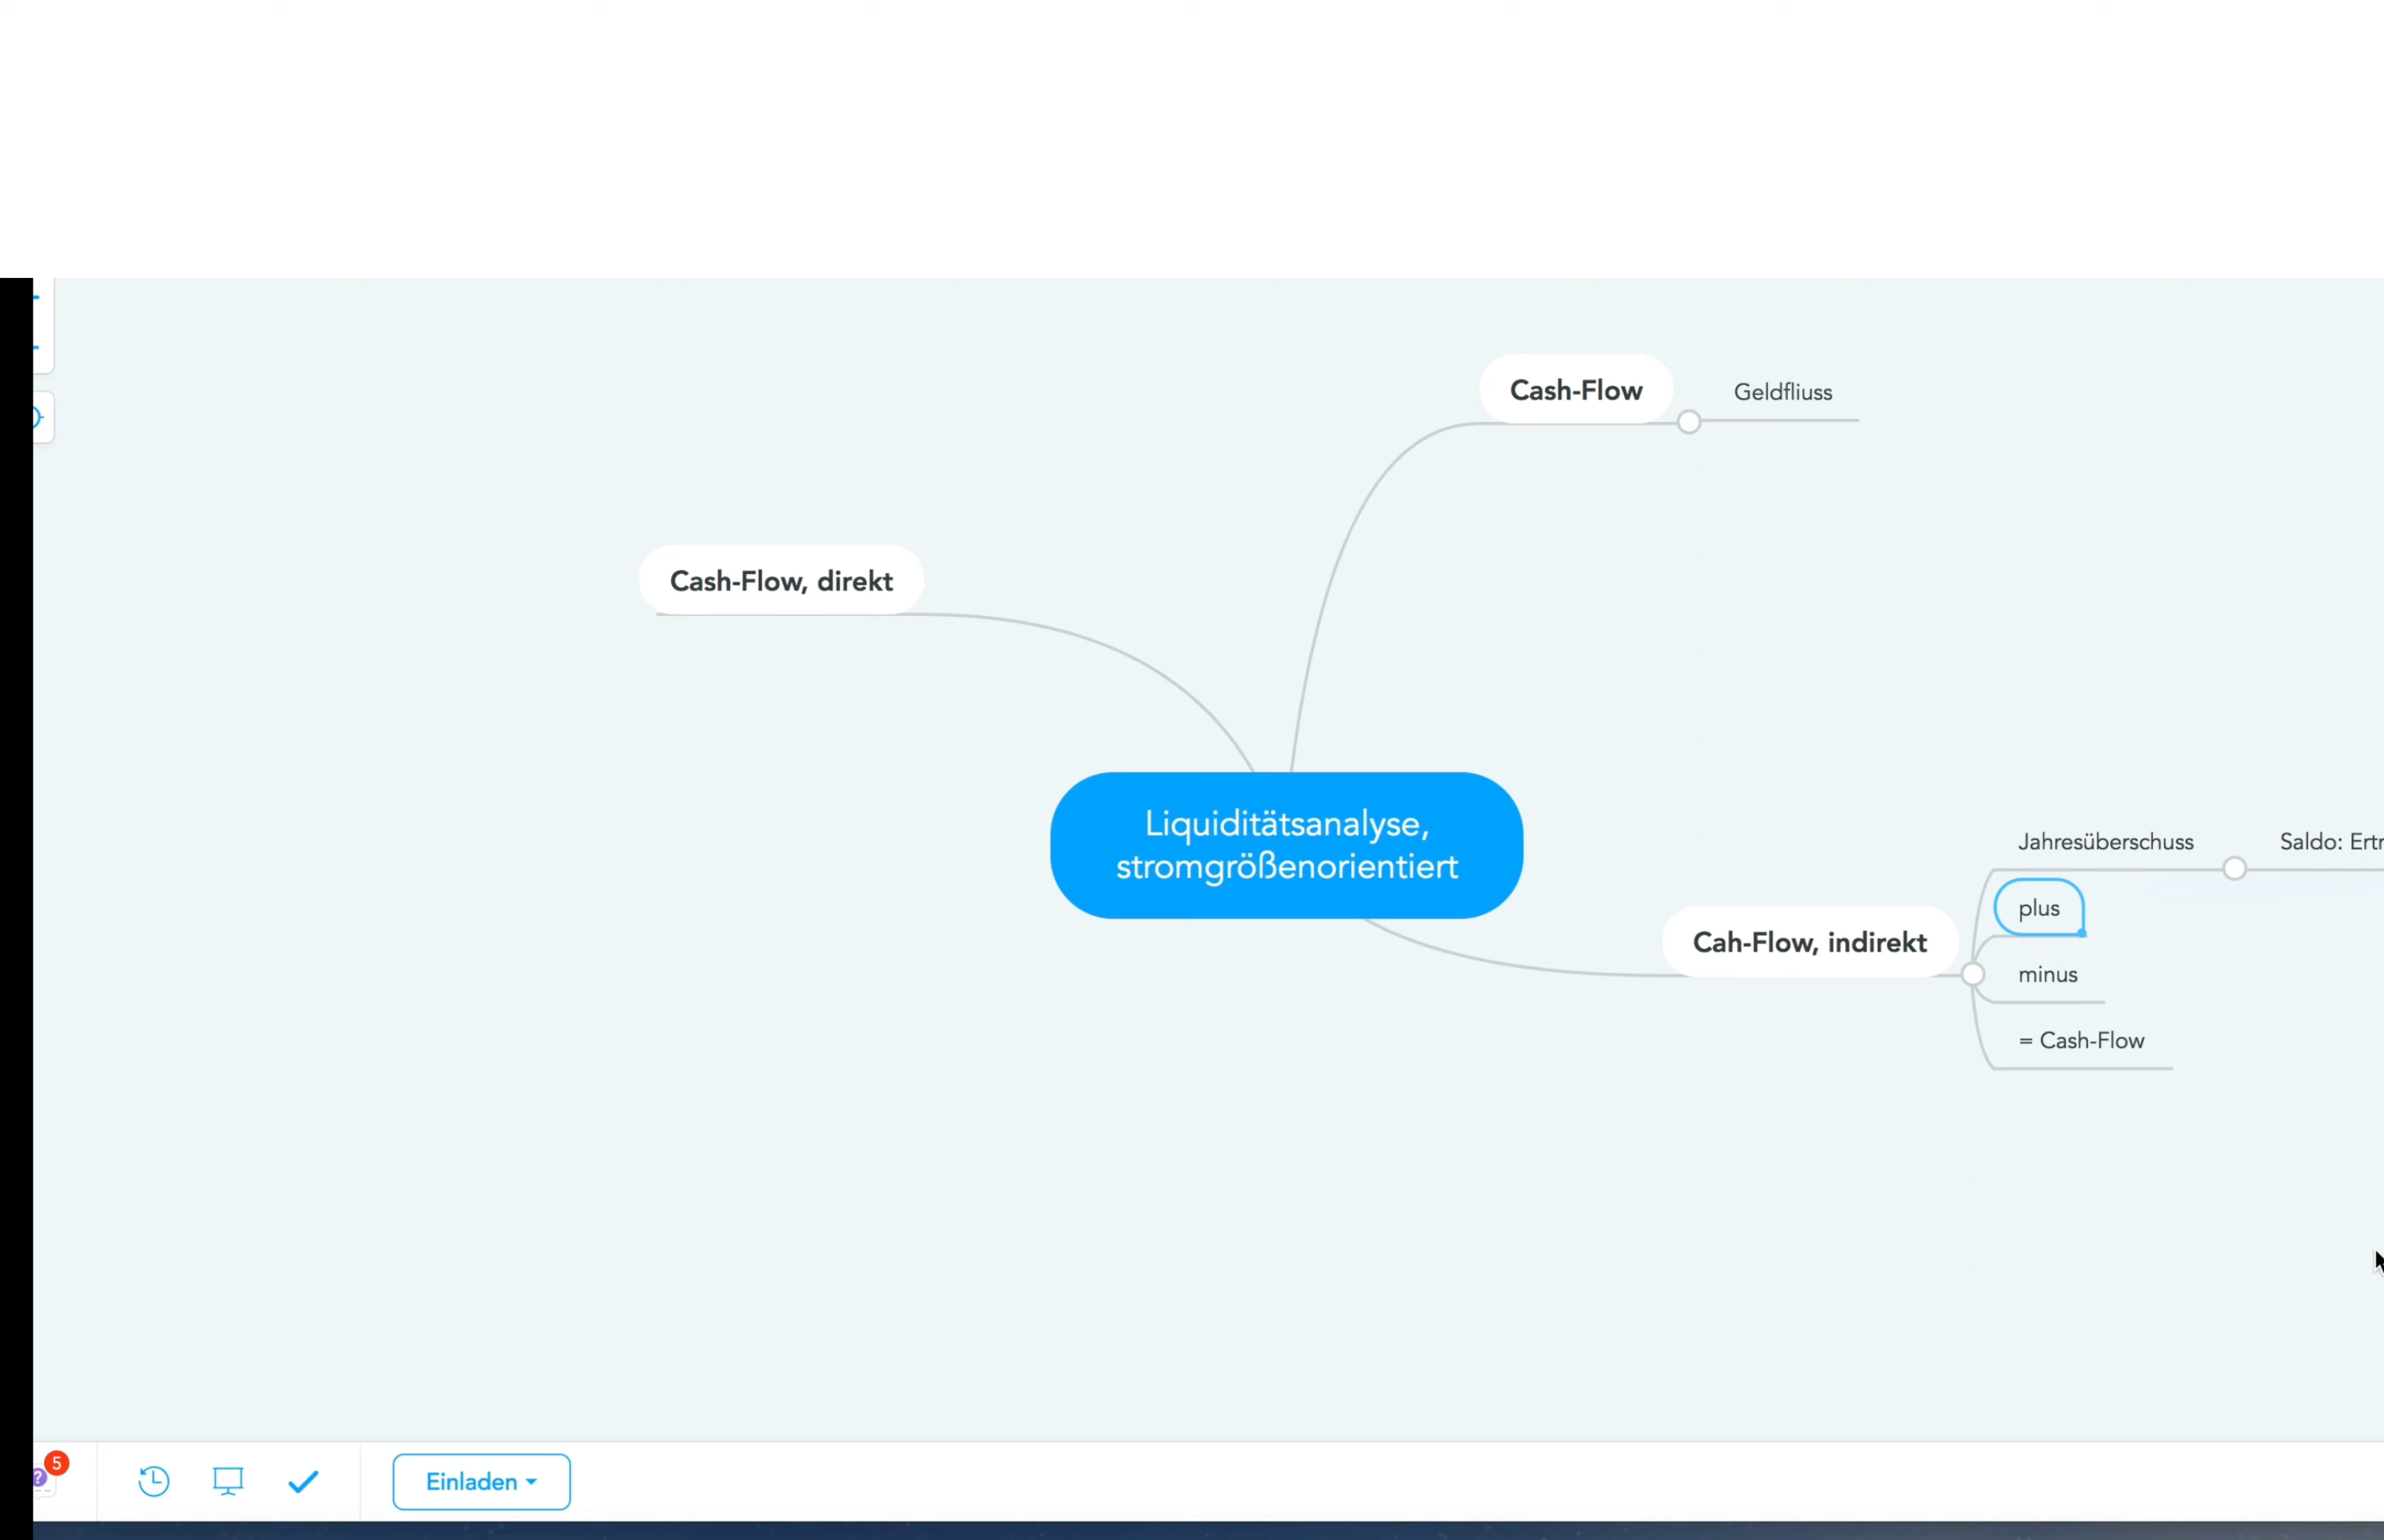 Cash-Flow
Geldfliuss
Cash-Flow, direkt
Liquiditätsanalyse,
stromgrößenorientiert
Jahresüberschuss
Saldo:
plus
Cah-Flow, indirekt
minus
= Cash-Flow
5
?
Einladen